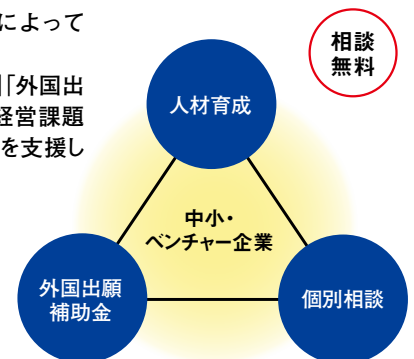 によって
「外国出
経営課題
を支援し
相談
無料
人材育成
中小・
ベンチャー企業
外国出願
補助金
個別相談